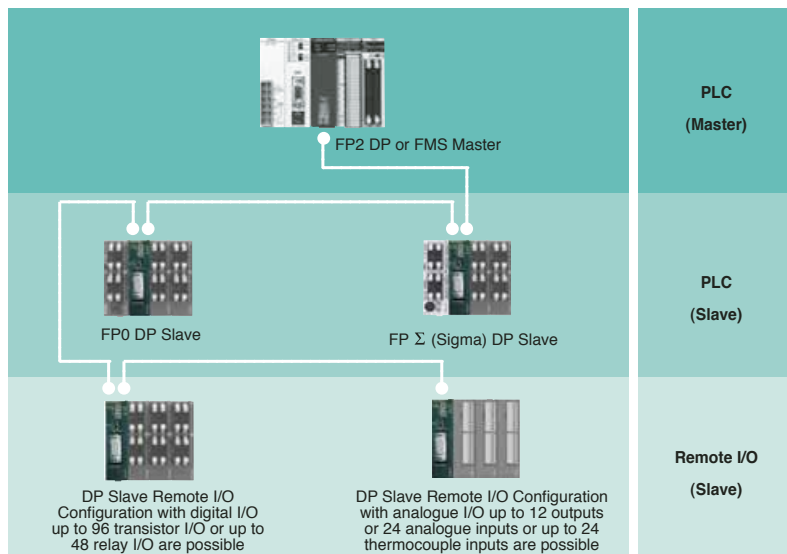 FP2 DP or FMS Master
PLC
(Master)
FP0 DP Slave
FP Σ (Sigma) DP Slave
PLC
(Slave)
DP Slave Remote I/O
Configuration with digital I/O
up to 96 transistor I/O or up to
48 relay I/O are possible
DP Slave Remote I/O Configuration
with analogue I/O up to 12 outputs
or 24 analogue inputs or up to 24
thermocouple inputs are possible
Remote I/O
(Slave)